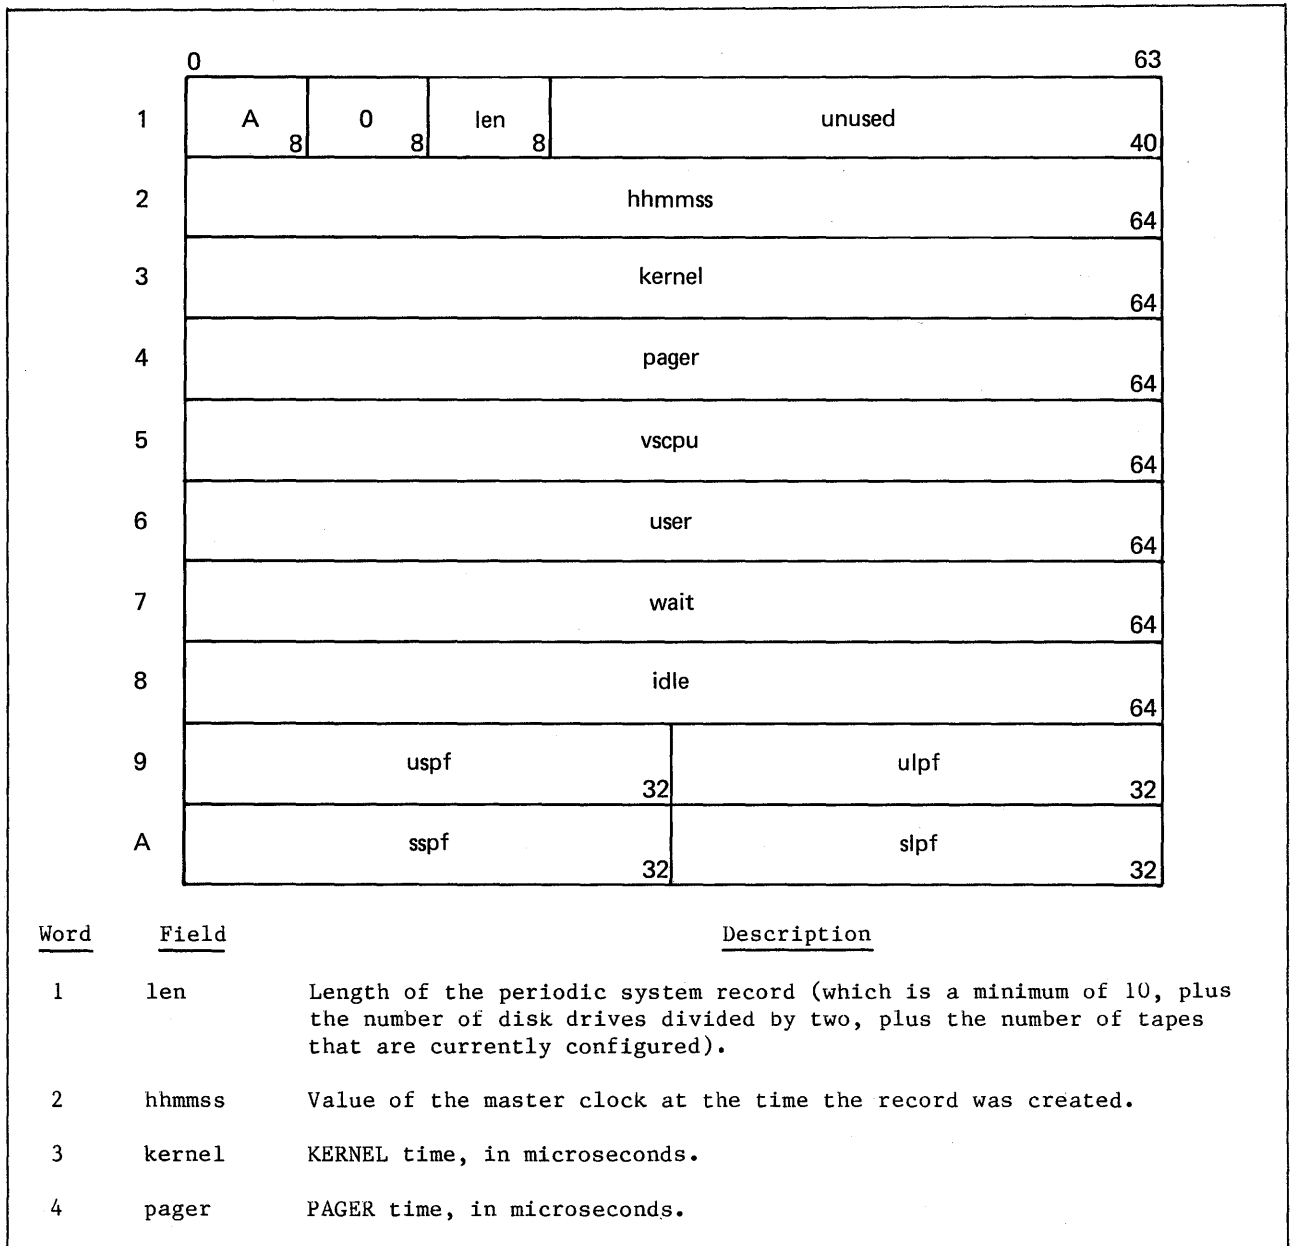 0 63
1 A 8 0 8 len 8 unused 40
2 hhmmss 64
3 kernel 64
4 pager 64
5 vscpu 64
6 user 64
7 wait 64
8 idle 64
9 uspf 32 ulpf 32
A sspf 32 slpf 32
Word Field Description
1 len Length of the periodic system record (which is a minimum of 10, plus
the number of disk drives divided by two, plus the number of tapes
that are currently configured).
2 hhmmss Value of the master clock at the time the record was created.
3 kernel KERNEL time, in microseconds.
4 pager PAGER time, in microseconds.